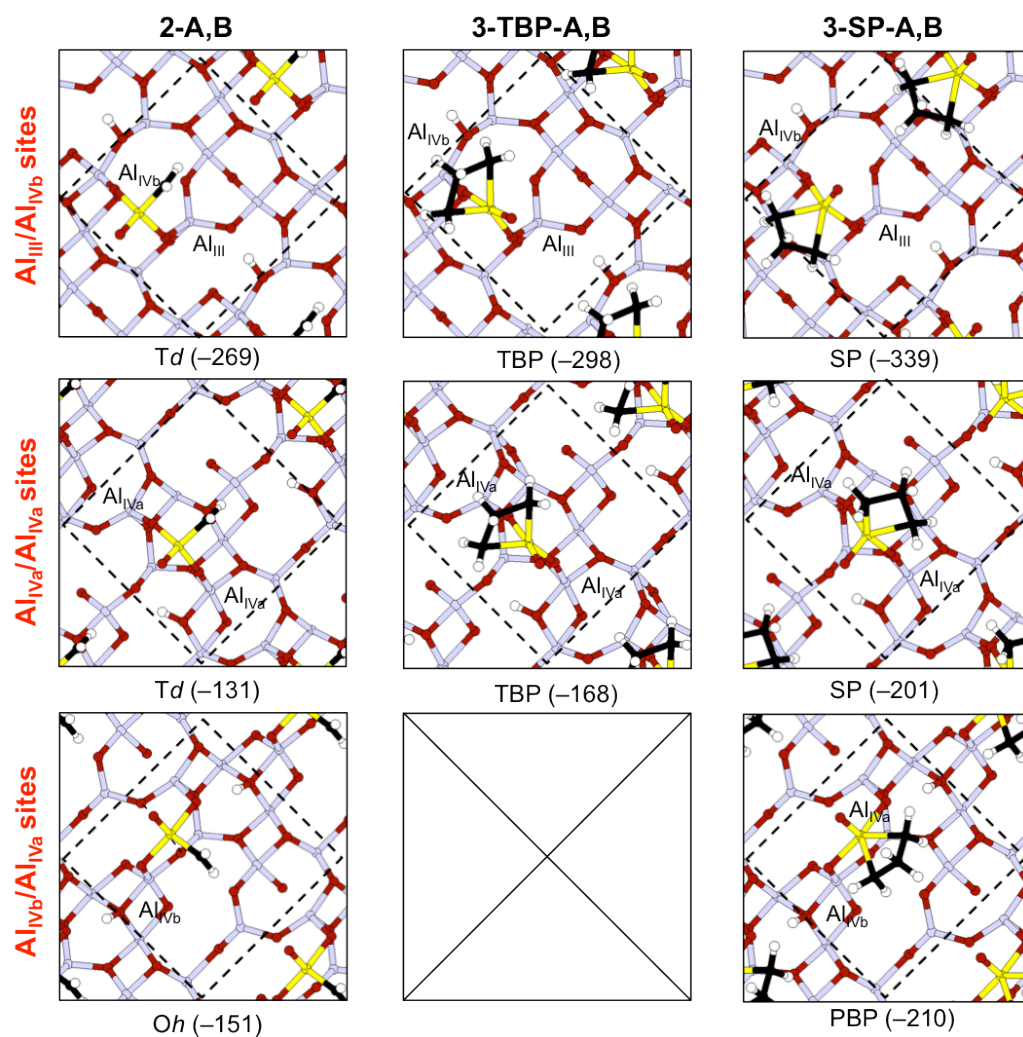 2-A,B 3-TBP-A,B 3-SP-A,B
Al_III/Al_IVb sites
Al_IVb
Al_III
Al_IVb
Al_III
Al_IVb
Al_III
Td (–269) TBP (–298) SP (–339)
Al_IVa/Al_IVa sites
Al_IVa
Al_IVa
Al_IVa
Al_IVa
Al_IVa
Al_IVa
Td (–131) TBP (–168) SP (–201)
Al_IVb/Al_IVa sites
Al_IVb
Al_IVa
Al_IVb
Oh (–151) PBP (–210)